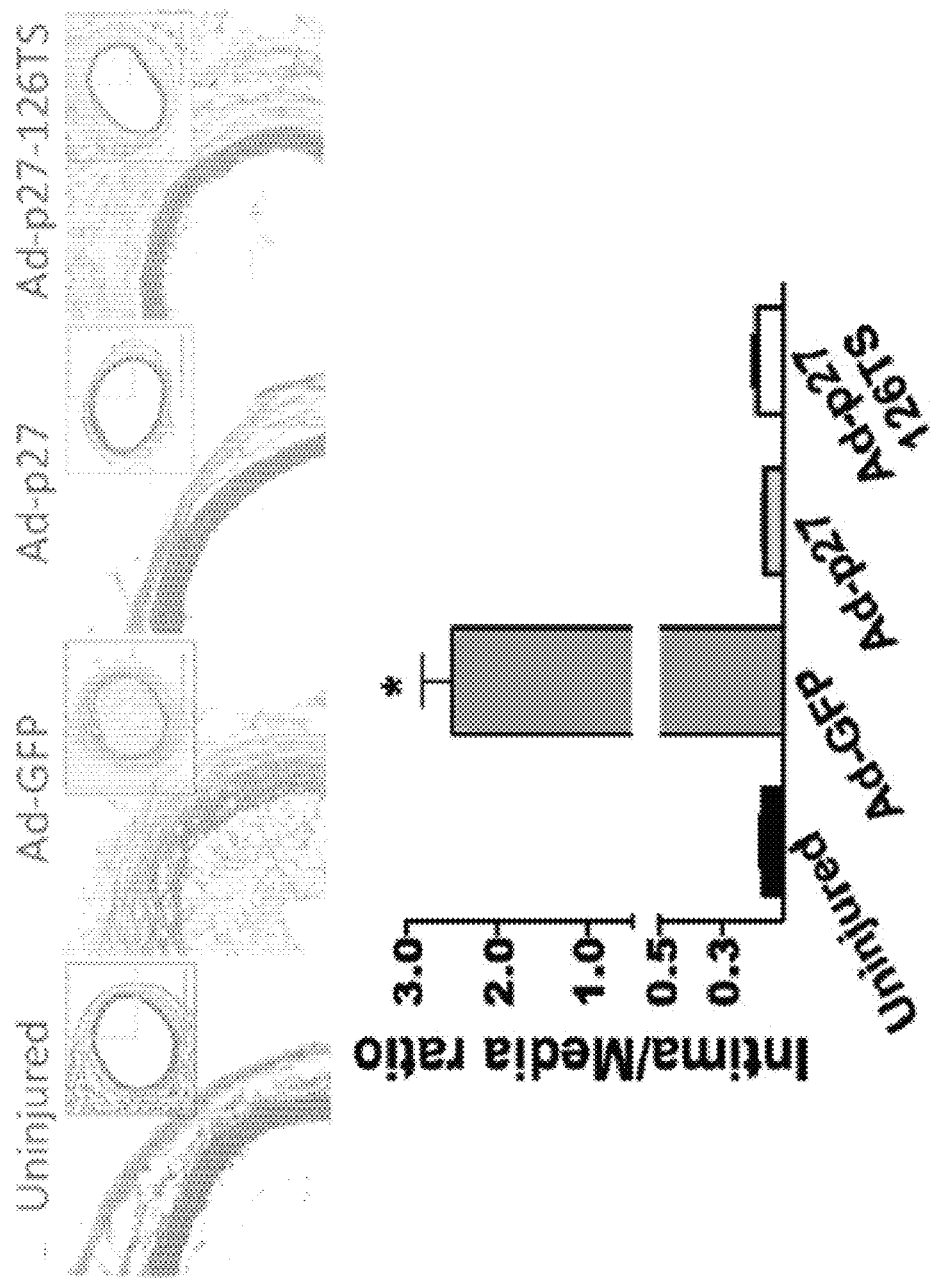 Uninjured
Ad-GFP
Ad-p27
Ad-p27-126TS
Intima/Media ratio
3.0
2.0
1.0
0.5
0.3
*
Uninjured
Ad-GFP
Ad-p27
Ad-p27
126TS